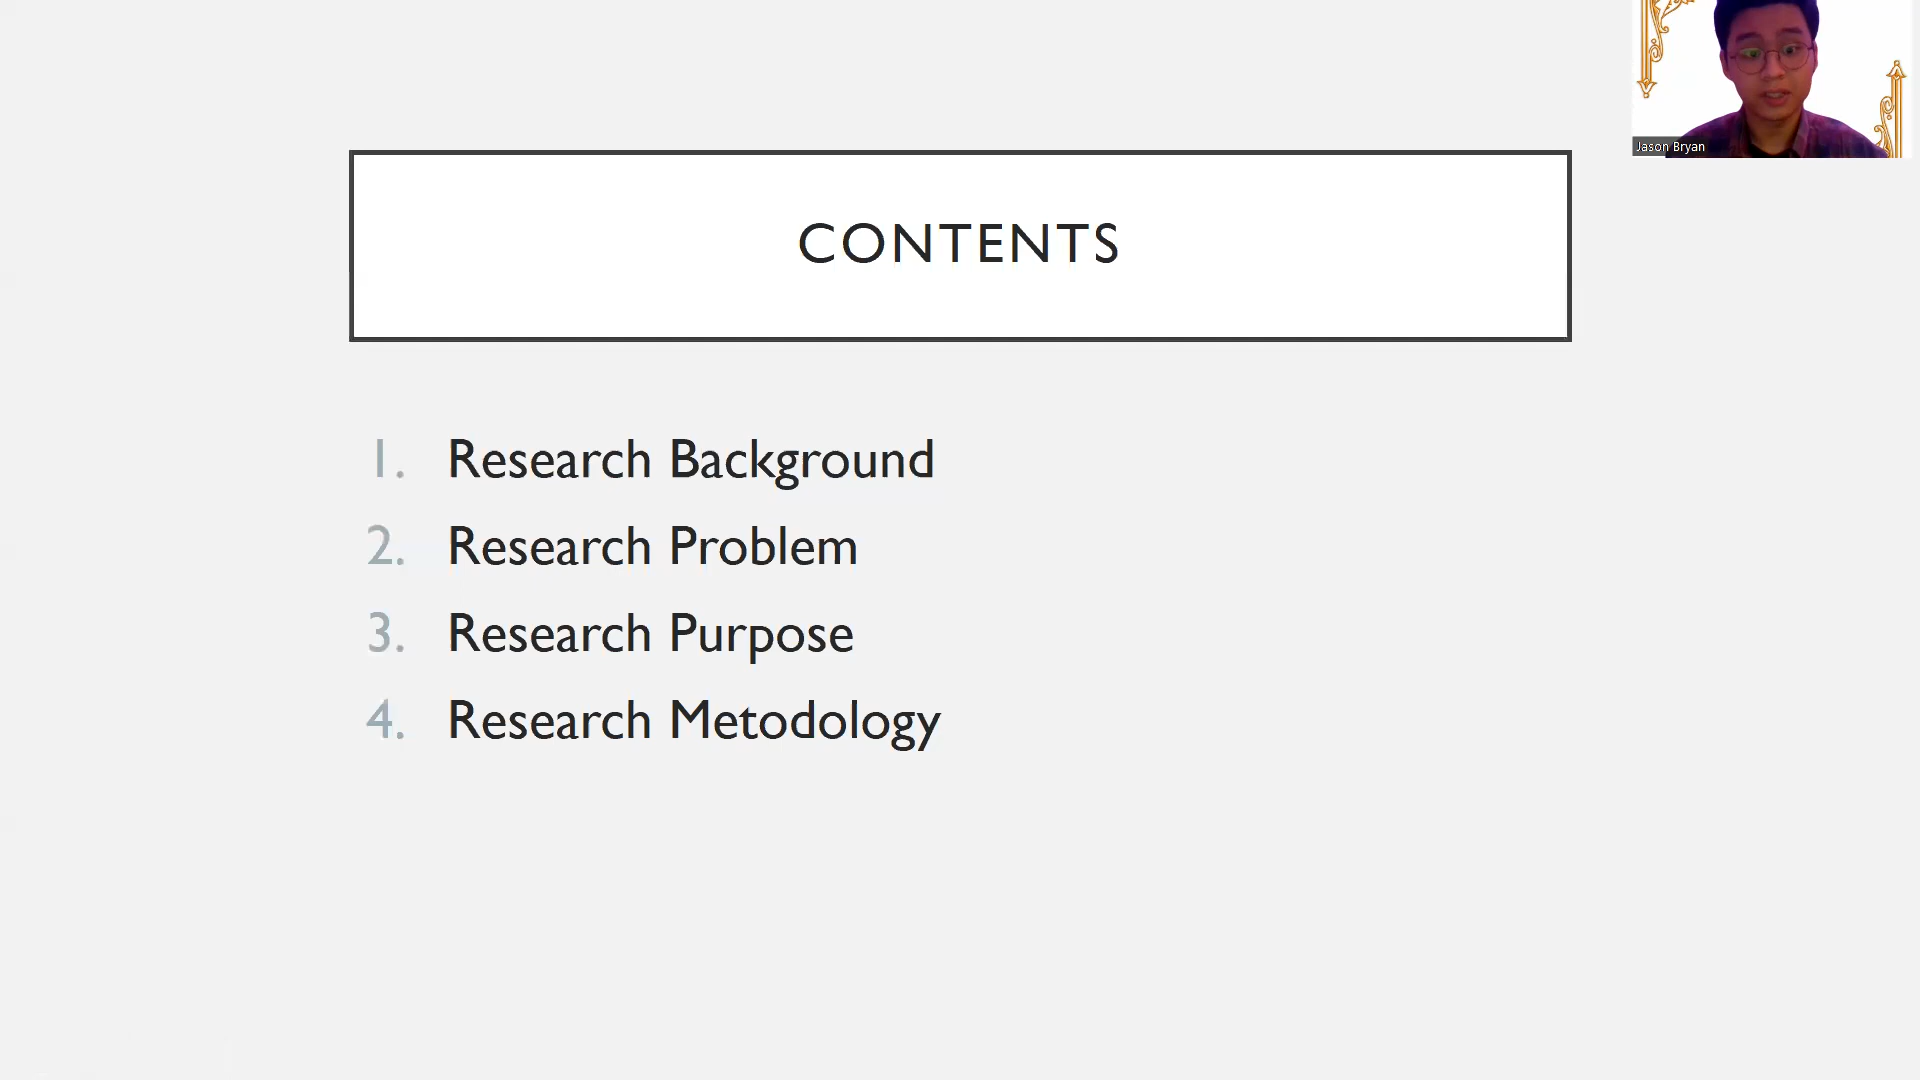 CONTENTS
1. Research Background
2. Research Problem
3. Research Purpose
4. Research Metodology
Jason Bryan